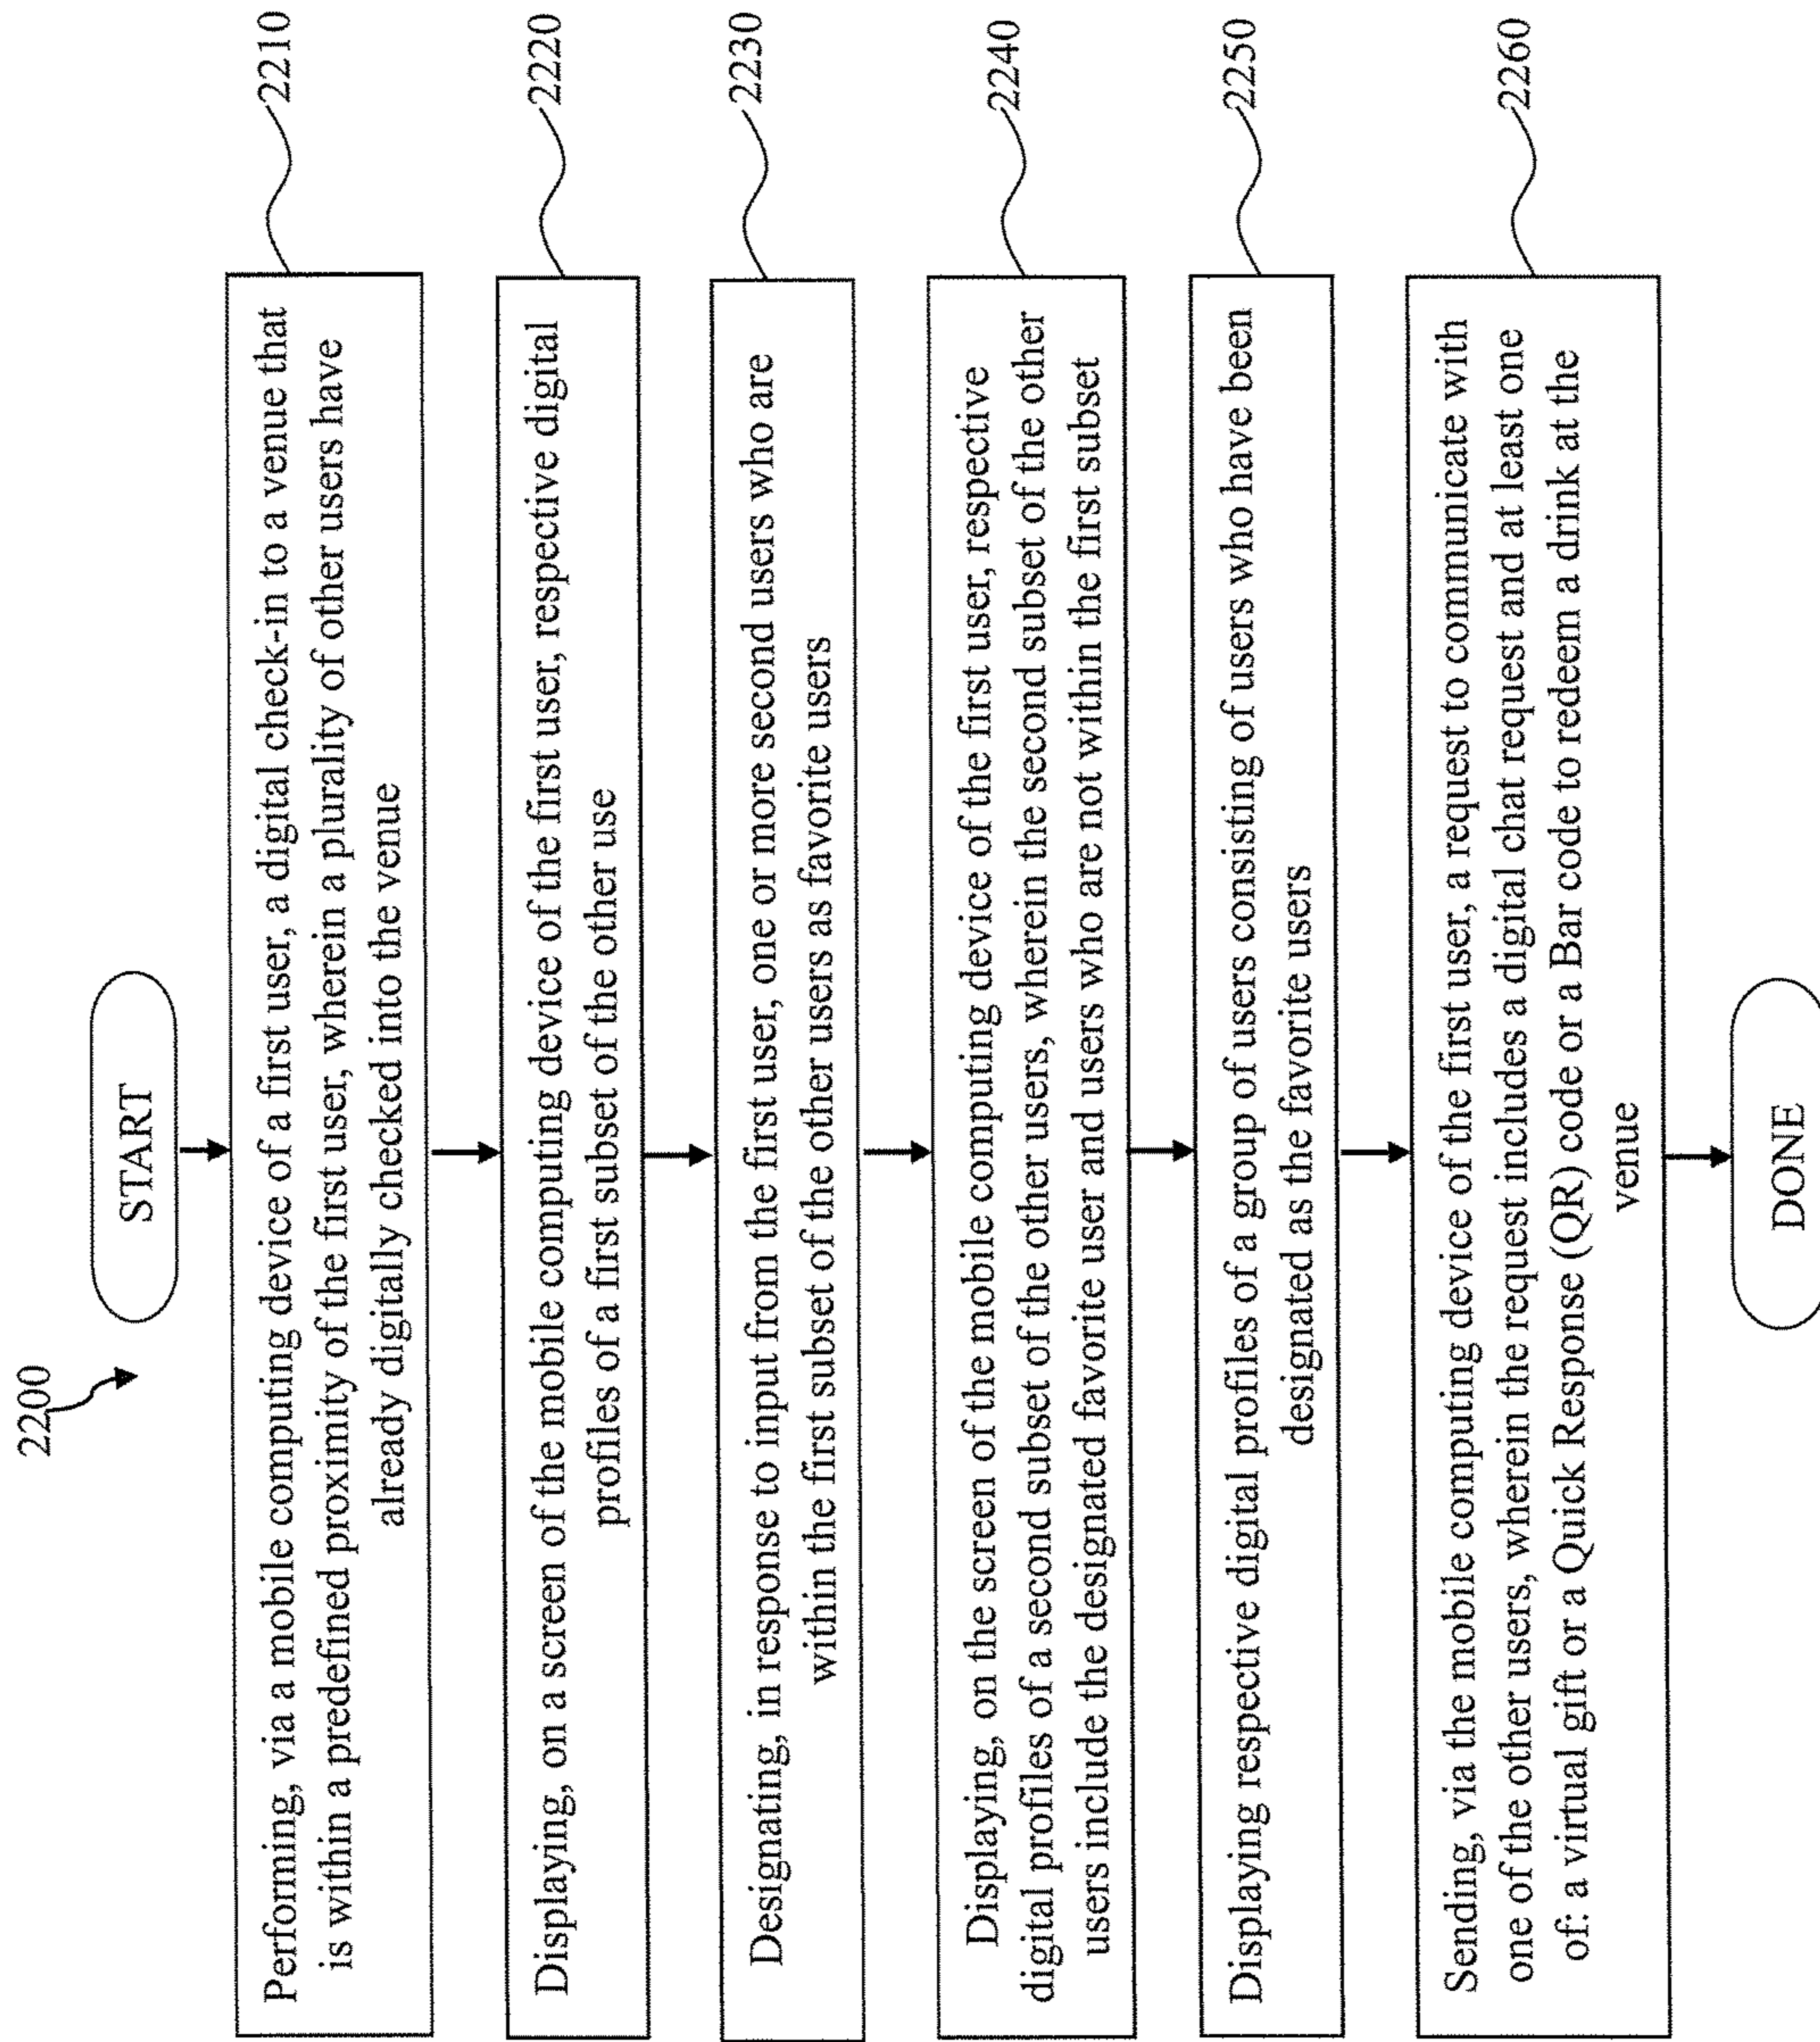 2200
START
Performing, via a mobile computing device of a first user, a digital check-in to a venue that
is within a predefined proximity of the first user, wherein a plurality of other users have
already digitally checked into the venue
2210
Displaying, on a screen of the mobile computing device of the first user, respective digital
profiles of a first subset of the other use
2220
Designating, in response to input from the first user, one or more second users who are
within the first subset of the other users as favorite users
2230
Displaying, on the screen of the mobile computing device of the first user, respective
digital profiles of a second subset of the other users, wherein the second subset of the other
users include the designated favorite user and users who are not within the first subset
2240
Displaying respective digital profiles of a group of users consisting of users who have been
designated as the favorite users
2250
Sending, via the mobile computing device of the first user, a request to communicate with
one of the other users, wherein the request includes a digital chat request and at least one
of: a virtual gift or a Quick Response (QR) code or a Bar code to redeem a drink at the
venue
2260
DONE